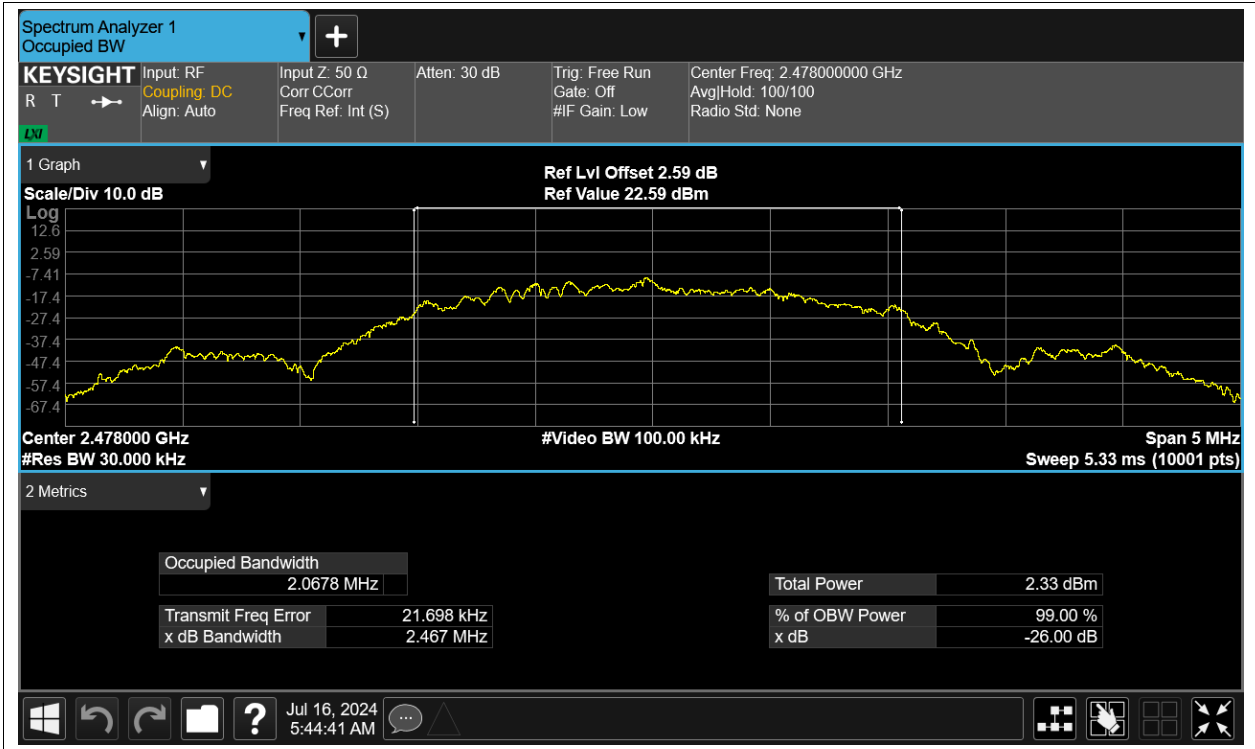 Spectrum Analyzer 1
Occupied BW
KEYSIGHT
R T
LXI
Input: RF
Coupling: DC
Align: Auto
Input Z: 50 Ω
Corr CCorr
Freq Ref: Int (S)
Atten: 30 dB
Trig: Free Run
Gate: Off
#IF Gain: Low
Center Freq: 2.478000000 GHz
Avg|Hold: 100/100
Radio Std: None
1 Graph
Scale/Div 10.0 dB
Ref Lvl Offset 2.59 dB
Ref Value 22.59 dBm
Log
12.6
2.59
-7.41
-17.4
-27.4
-37.4
-47.4
-57.4
-67.4
Center 2.478000 GHz
#Video BW 100.00 kHz
Span 5 MHz
#Res BW 30.000 kHz
Sweep 5.33 ms (10001 pts)
2 Metrics
Occupied Bandwidth
2.0678 MHz
Total Power 2.33 dBm
Transmit Freq Error 21.698 kHz
% of OBW Power 99.00 %
x dB Bandwidth 2.467 MHz
x dB -26.00 dB
?
Jul 16, 2024
5:44:41 AM